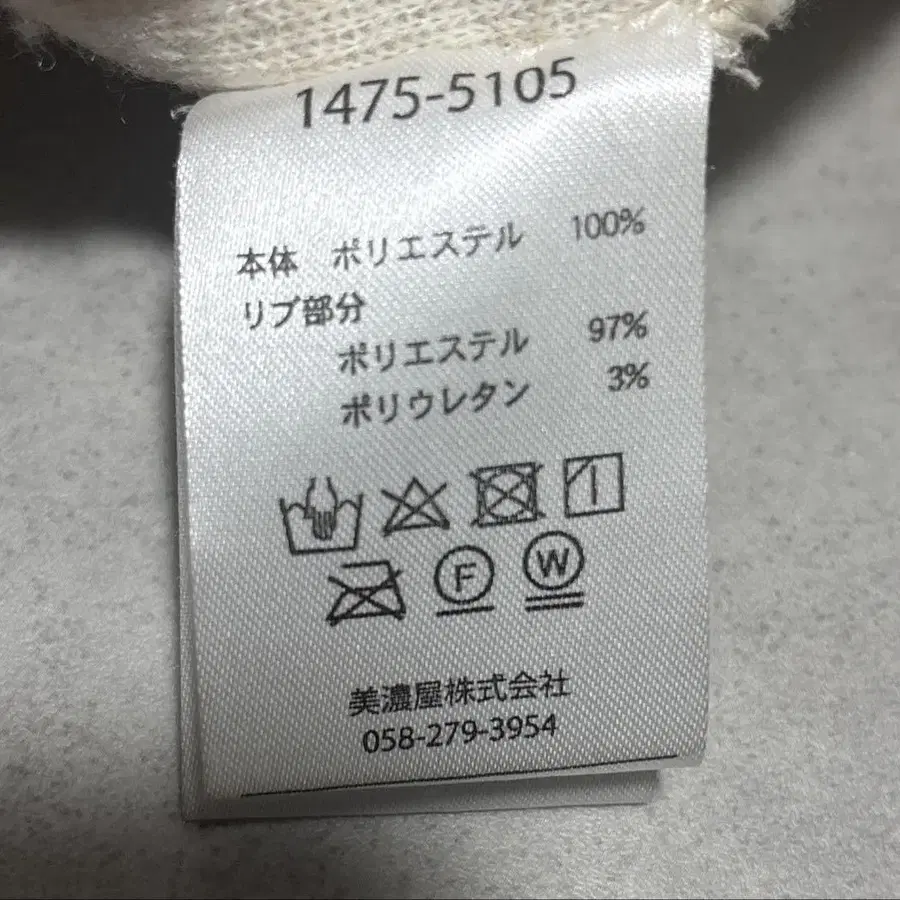 1475-5105
本体 ポリエステル 100%
リブ部分
ポリエステル 97%
ポリウレタン 3%
F W
美濃屋株式会社
058-279-3954